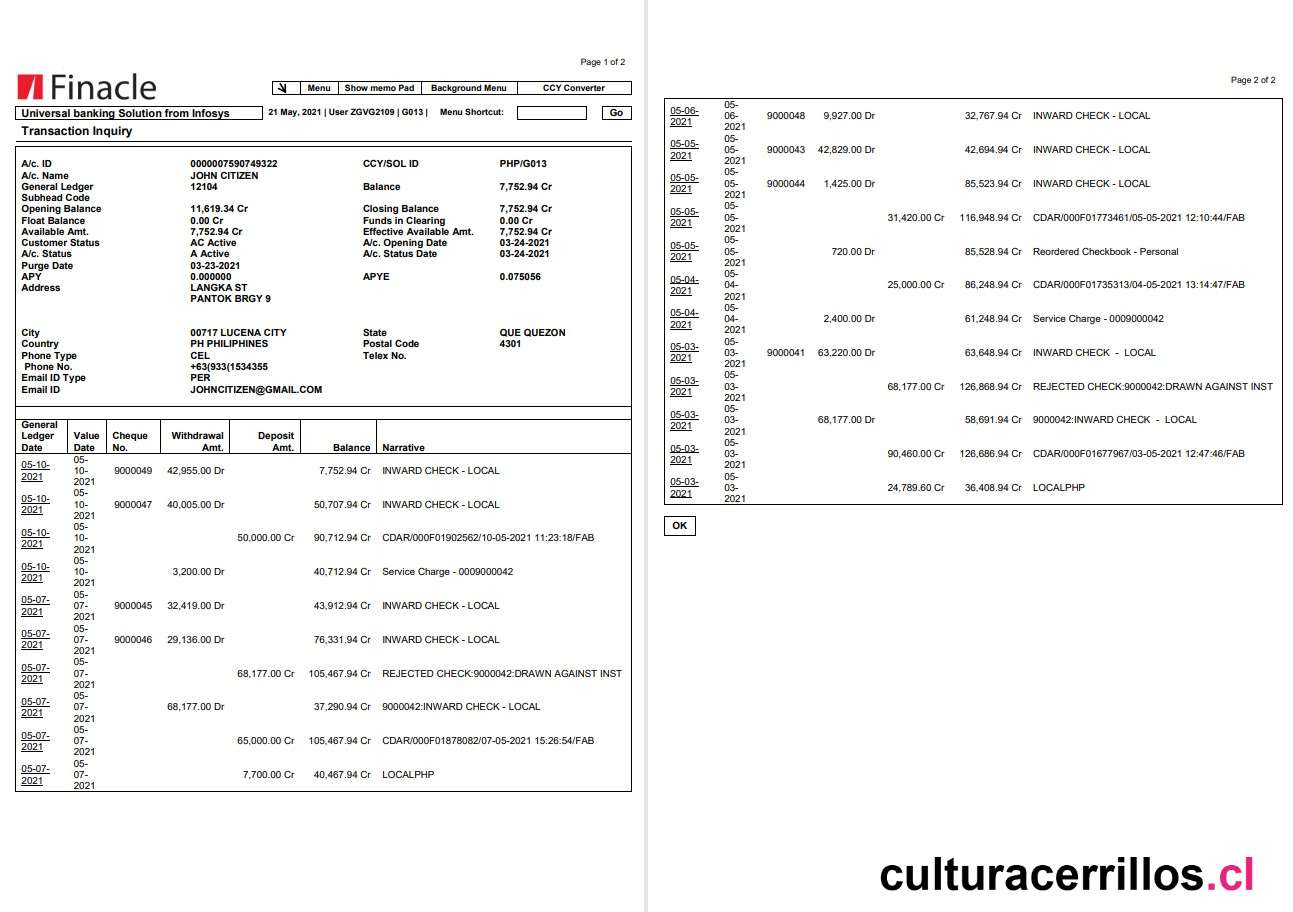 Page 1 of 2
Finacle
Menu Show memo Pad Background Menu CCY Converter
Universal banking Solution from Infosys 21 May, 2021 | User ZGVG2109 | G013 | Menu Shortcut: Go
Transaction Inquiry
A/c. ID 0000007590749322 CCY/SOL ID PHP/G013
A/c. Name JOHN CITIZEN
General Ledger 12104 Balance 7,752.94 Cr
Subhead Code
Opening Balance 11,619.34 Cr Closing Balance 7,752.94 Cr
Float Balance 0.00 Cr Funds in Clearing 0.00 Cr
Available Amt. 7,752.94 Cr Effective Available Amt. 7,752.94 Cr
Customer Status AC Active A/c. Opening Date 03-24-2021
A/c. Status A Active A/c. Status Date 03-24-2021
Purge Date 03-23-2021
APY 0.000000 APYE 0.075056
Address LANGKA ST
PANTOK BRGY 9
City 00717 LUCENA CITY State QUE QUEZON
Country PH PHILIPHINES Postal Code 4301
Phone Type CEL Telex No.
Phone No. +63(933(1534355
Email ID Type PER
Email ID JOHNCITIZEN@GMAIL.COM
General Ledger Date Value Date Cheque No. Withdrawal Amt. Deposit Amt. Balance Narrative
05-10-2021 05-10-2021 9000049 42,955.00 Dr 7,752.94 Cr INWARD CHECK - LOCAL
05-10-2021 05-10-2021 9000047 40,005.00 Dr 50,707.94 Cr INWARD CHECK - LOCAL
05-10-2021 05-10-2021 50,000.00 Cr 90,712.94 Cr CDAR/000F01902562/10-05-2021 11:23:18/FAB
05-10-2021 05-10-2021 3,200.00 Dr 40,712.94 Cr Service Charge - 0009000042
05-07-2021 05-07-2021 9000045 32,419.00 Dr 43,912.94 Cr INWARD CHECK - LOCAL
05-07-2021 05-07-2021 9000046 29,136.00 Dr 76,331.94 Cr INWARD CHECK - LOCAL
05-07-2021 05-07-2021 68,177.00 Cr 105,467.94 Cr REJECTED CHECK:9000042:DRAWN AGAINST INST
05-07-2021 05-07-2021 68,177.00 Dr 37,290.94 Cr 9000042:INWARD CHECK - LOCAL
05-07-2021 05-07-2021 65,000.00 Cr 105,467.94 Cr CDAR/000F01878082/07-05-2021 15:26:54/FAB
05-07-2021 05-07-2021 7,700.00 Cr 40,467.94 Cr LOCALPHP
Page 2 of 2
05-06-2021 05-06-2021 9000048 9,927.00 Dr 32,767.94 Cr INWARD CHECK - LOCAL
05-05-2021 05-05-2021 9000043 42,829.00 Dr 42,694.94 Cr INWARD CHECK - LOCAL
05-05-2021 05-05-2021 9000044 1,425.00 Dr 85,523.94 Cr INWARD CHECK - LOCAL
05-05-2021 05-05-2021 31,420.00 Cr 116,948.94 Cr CDAR/000F01773461/05-05-2021 12:10:44/FAB
05-05-2021 05-05-2021 720.00 Dr 85,528.94 Cr Reordered Checkbook - Personal
05-04-2021 05-04-2021 25,000.00 Cr 86,248.94 Cr CDAR/000F01735313/04-05-2021 13:14:47/FAB
05-04-2021 05-04-2021 2,400.00 Dr 61,248.94 Cr Service Charge - 0009000042
05-03-2021 05-03-2021 9000041 63,220.00 Dr 63,648.94 Cr INWARD CHECK - LOCAL
05-03-2021 05-03-2021 68,177.00 Cr 126,868.94 Cr REJECTED CHECK:9000042:DRAWN AGAINST INST
05-03-2021 05-03-2021 68,177.00 Dr 58,691.94 Cr 9000042:INWARD CHECK - LOCAL
05-03-2021 05-03-2021 90,460.00 Cr 126,686.94 Cr CDAR/000F01677967/03-05-2021 12:47:46/FAB
05-03-2021 05-03-2021 24,789.60 Cr 36,408.94 Cr LOCALPHP
OK
culturacerrillos.cl